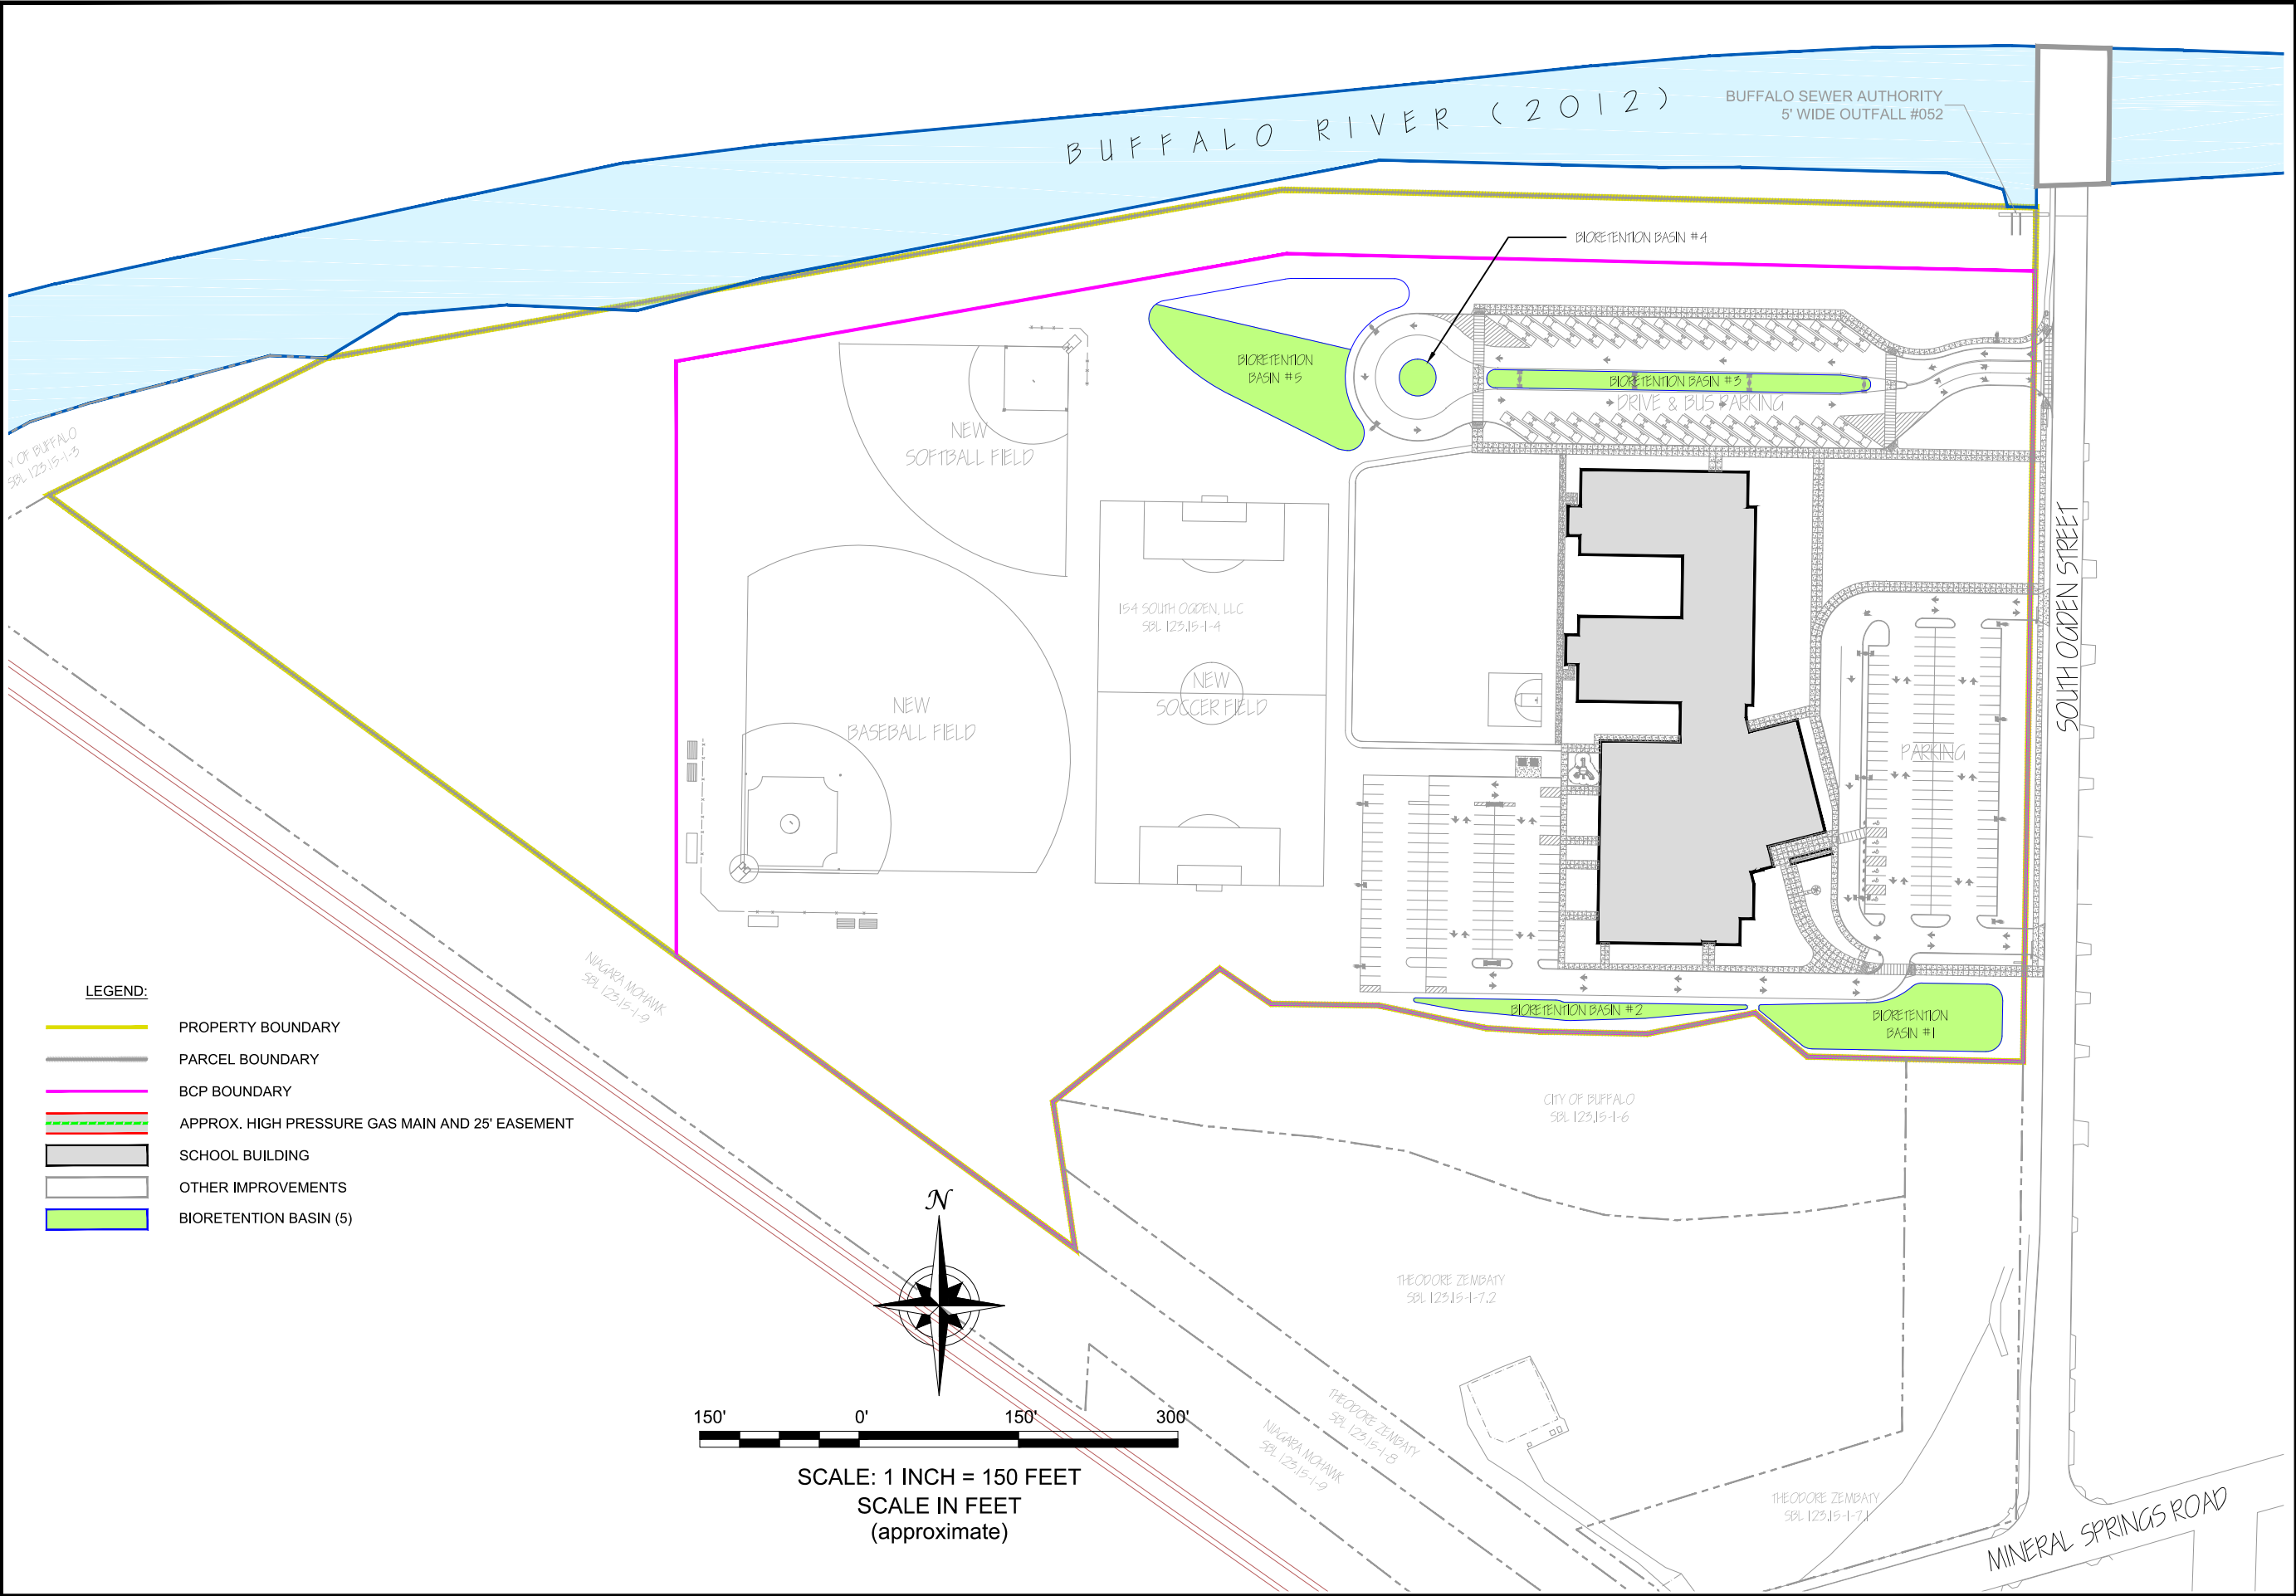 BUFFALO RIVER (2012)
BUFFALO SEWER AUTHORITY
5' WIDE OUTFALL #052
BIORETENTION BASIN #4
BIORETENTION
BASIN #5
BIORETENTION BASIN #3
DRIVE & BUS PARKING
Y OF BUFFALO
SBL 123.15-1-3
NEW
SOFTBALL FIELD
154 SOUTH OGDEN, LLC
SBL 123.15-1-4
NEW
SOCCER FIELD
NEW
BASEBALL FIELD
SOUTH OGDEN STREET
PARKING
NIAGARA MOHAWK
SBL 123.15-1-9
BIORETENTION BASIN #2
BIORETENTION
BASIN #1
CITY OF BUFFALO
SBL 123.15-1-6
LEGEND:
PROPERTY BOUNDARY
PARCEL BOUNDARY
BCP BOUNDARY
APPROX. HIGH PRESSURE GAS MAIN AND 25' EASEMENT
SCHOOL BUILDING
OTHER IMPROVEMENTS
BIORETENTION BASIN (5)
N
THEODORE ZEMBATY
SBL 123.15-1-7.2
THEODORE ZEMBATY
SBL 123.15-1-8
NIAGARA MOHAWK
SBL 123.15-1-9
THEODORE ZEMBATY
SBL 123.15-1-7.1
MINERAL SPRINGS ROAD
150' 0' 150' 300'
SCALE: 1 INCH = 150 FEET
SCALE IN FEET
(approximate)